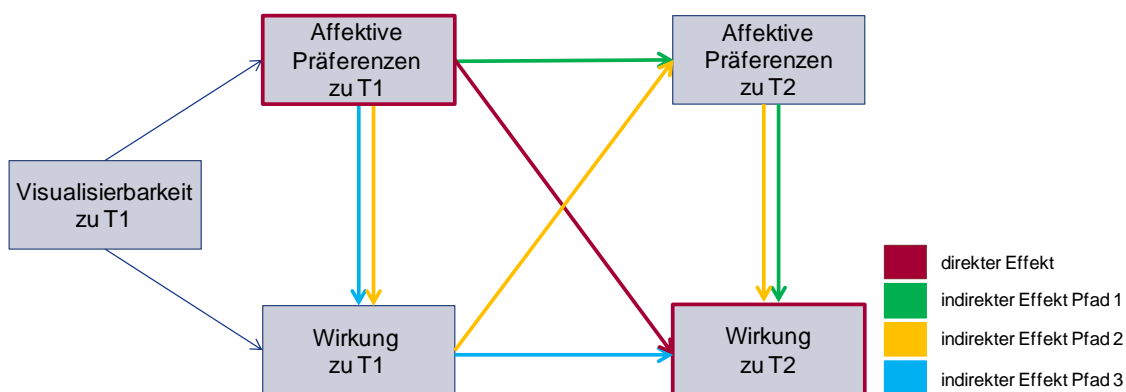 Affektive
Präferenzen
zu T1
Affektive
Präferenzen
zu T2
Visualisierbarkeit
zu T1
Wirkung
zu T1
Wirkung
zu T2
direkter Effekt
indirekter Effekt Pfad 1
indirekter Effekt Pfad 2
indirekter Effekt Pfad 3